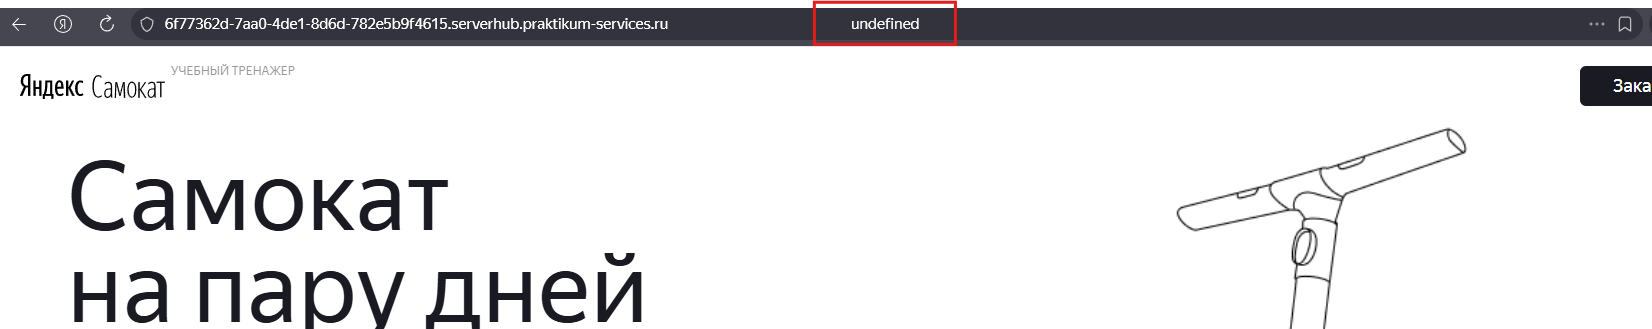 6f77362d-7aa0-4de1-8d6d-782e5b9f4615.serverhub.praktikum-services.ru undefined
Яндекс Самокат УЧЕБНЫЙ ТРЕНАЖЕР
Зака
Самокат
на пару дней